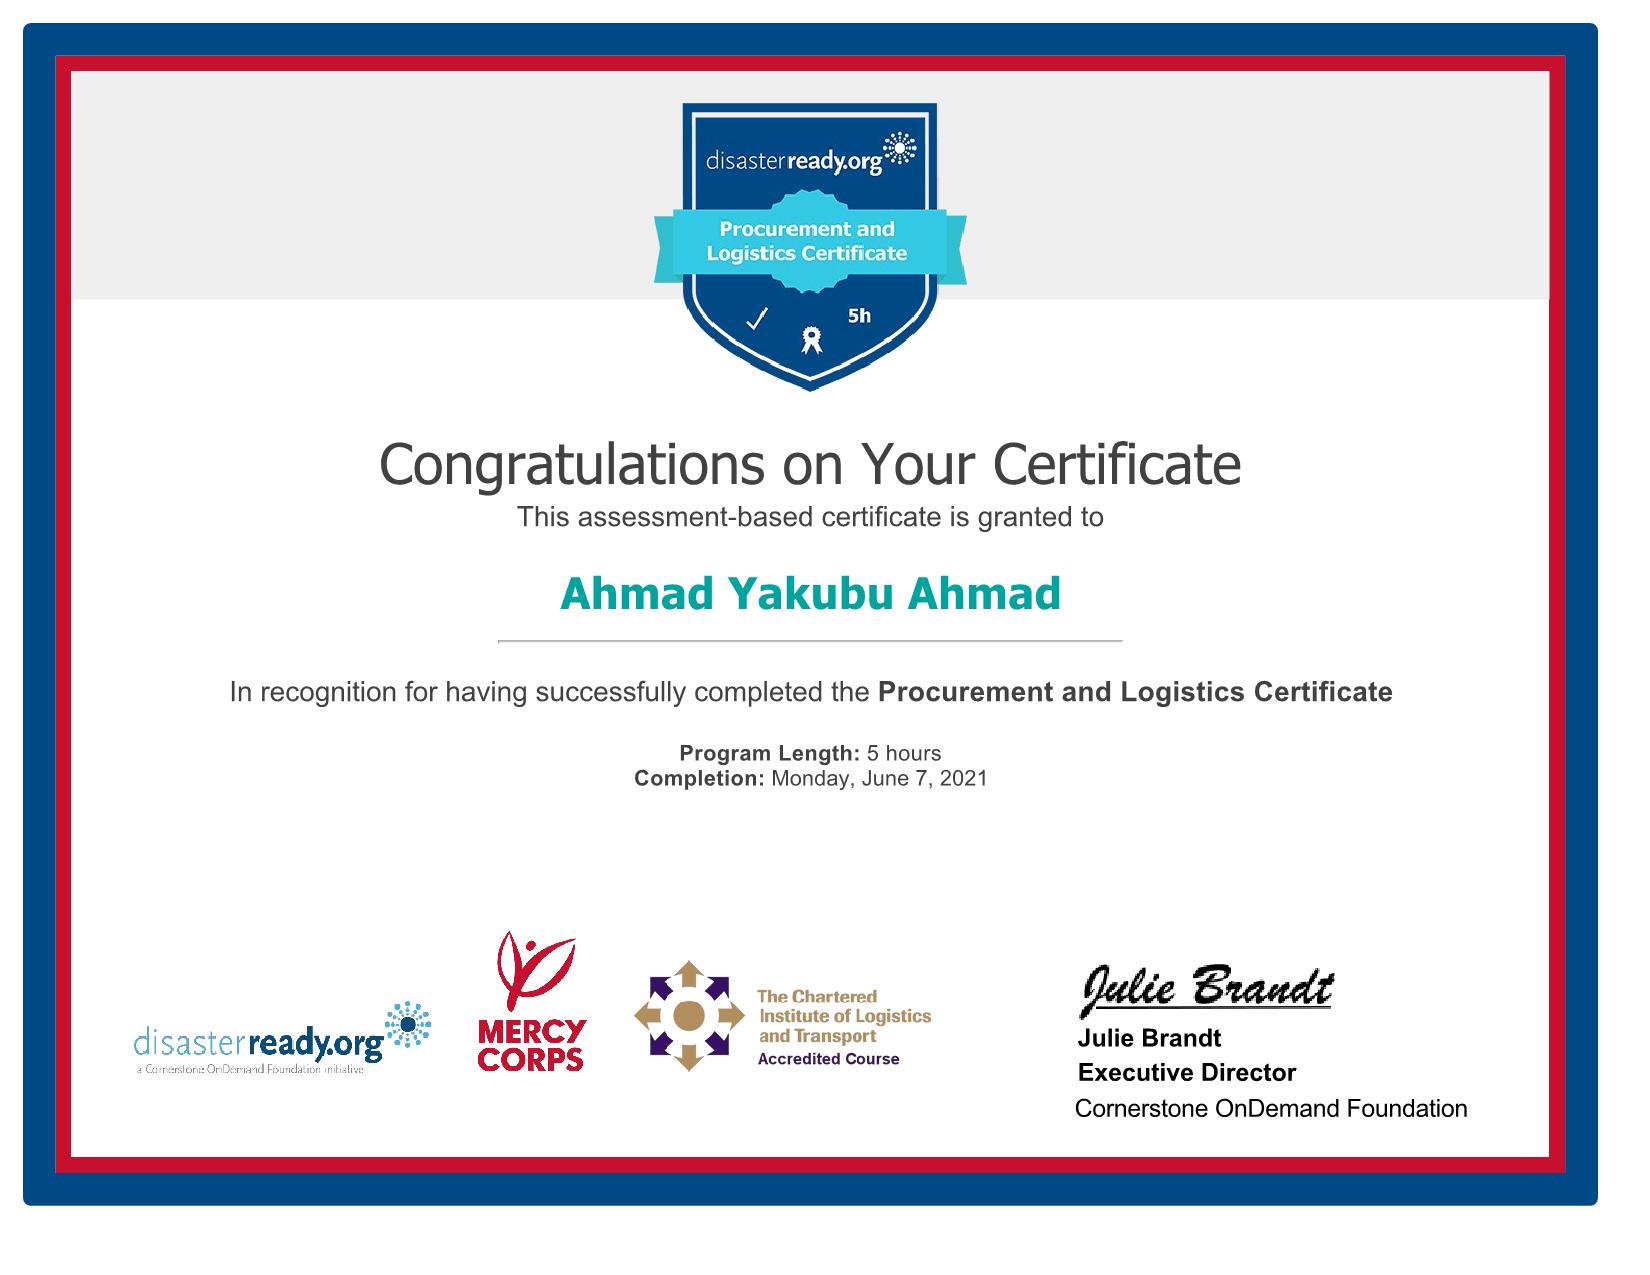 disasterready.org
Procurement and
Logistics Certificate
5h
Congratulations on Your Certificate
This assessment-based certificate is granted to
Ahmad Yakubu Ahmad
In recognition for having successfully completed the Procurement and Logistics Certificate
Program Length: 5 hours
Completion: Monday, June 7, 2021
disasterready.org
a Cornerstone OnDemand Foundation initiative
MERCY
CORPS
The Chartered
Institute of Logistics
and Transport
Accredited Course
Julie Brandt
Julie Brandt
Executive Director
Cornerstone OnDemand Foundation